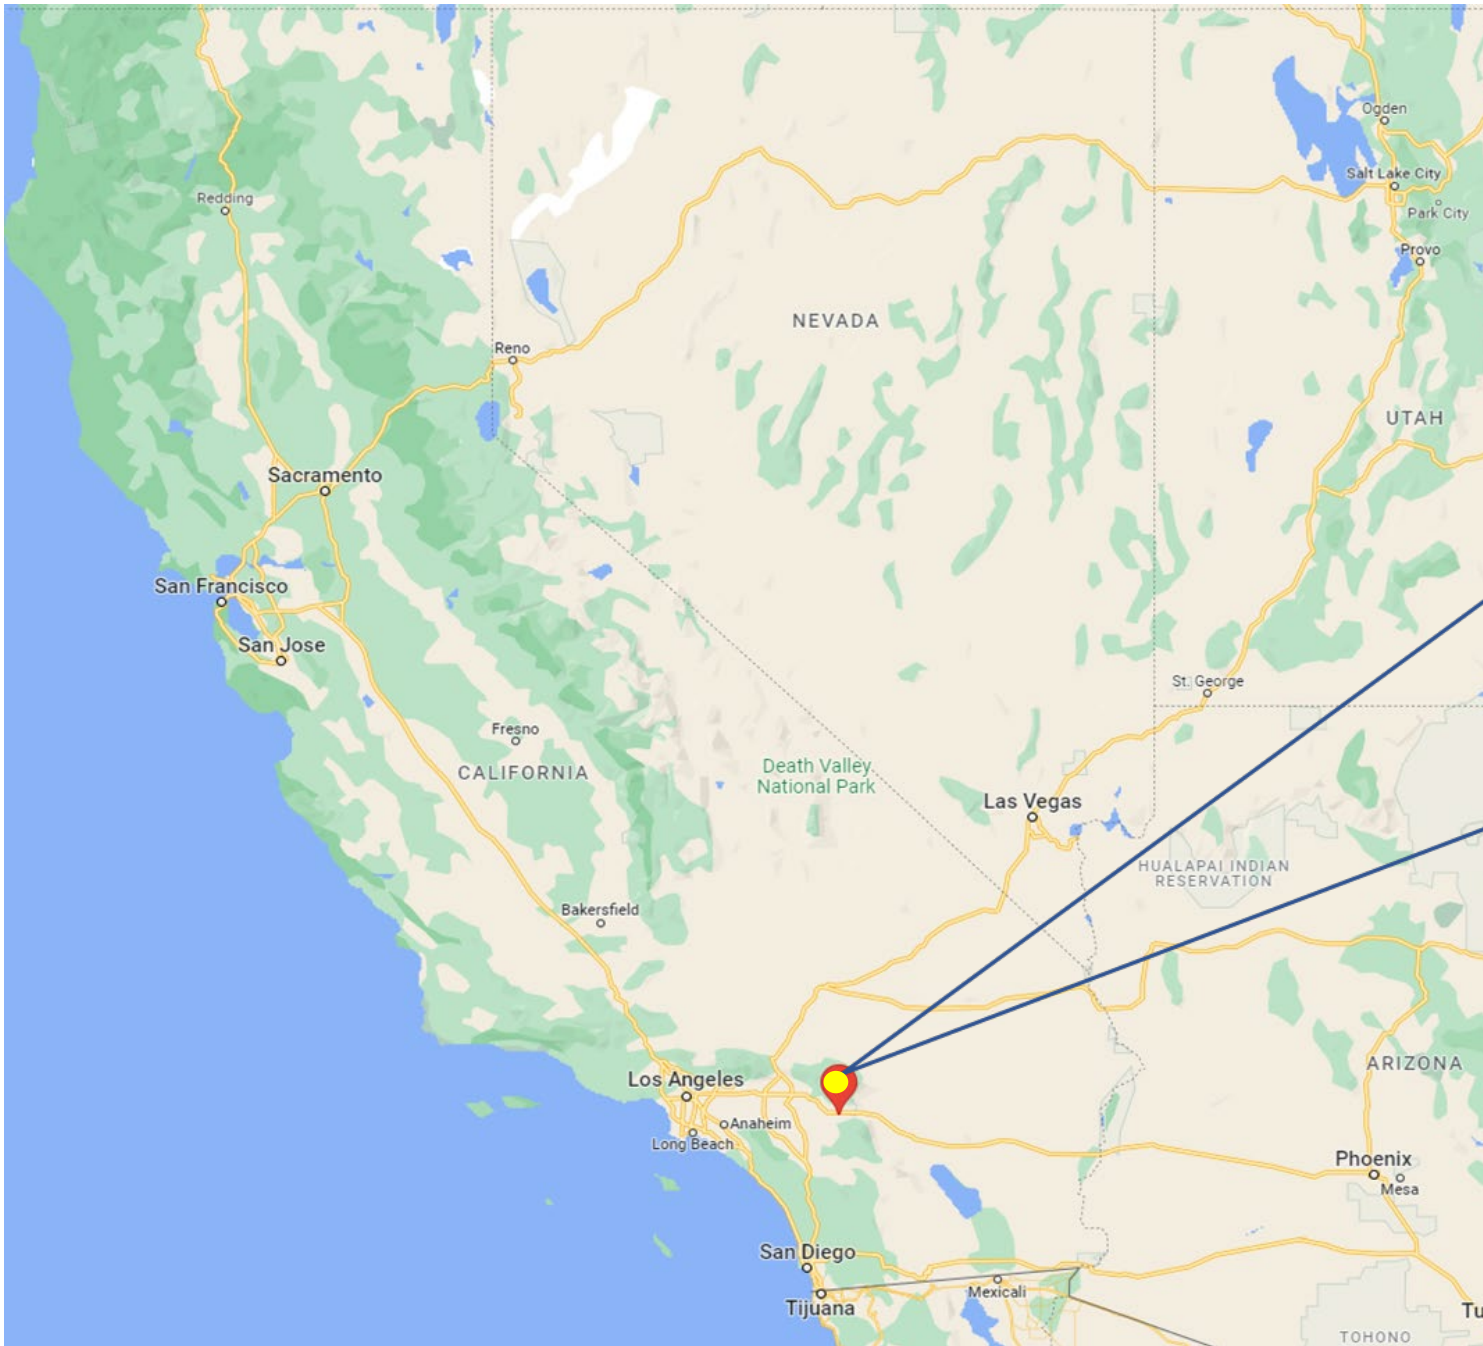 Ogden
Salt Lake City
Redding
Park City
Provo
NEVADA
Reno
UTAH
Sacramento
San Francisco
San Jose
St. George
Fresno
CALIFORNIA
Death Valley
National Park
Las Vegas
HUALAPAI INDIAN
RESERVATION
Bakersfield
ARIZONA
Los Angeles
Anaheim
Long Beach
Phoenix
Mesa
San Diego
Mexicali
Tijuana
Tu
TOHONO